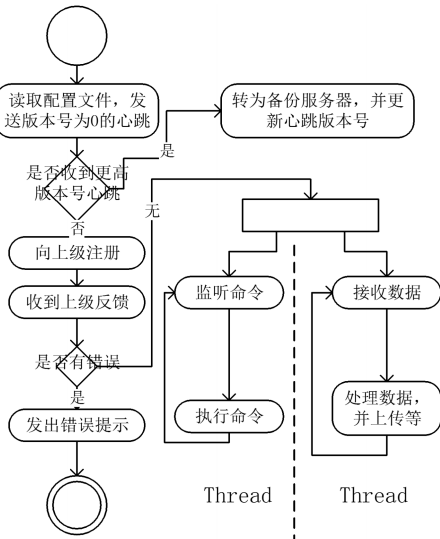 读取配置文件，发
送版本号为0的心跳
转为备份服务器，并更
新心跳版本号
是
是否收到更高
版本号心跳
无
否
向上级注册
监听命令
接收数据
收到上级反馈
是否有错误
是
处理数据，
并上传等
执行命令
发出错误提示
Thread
Thread